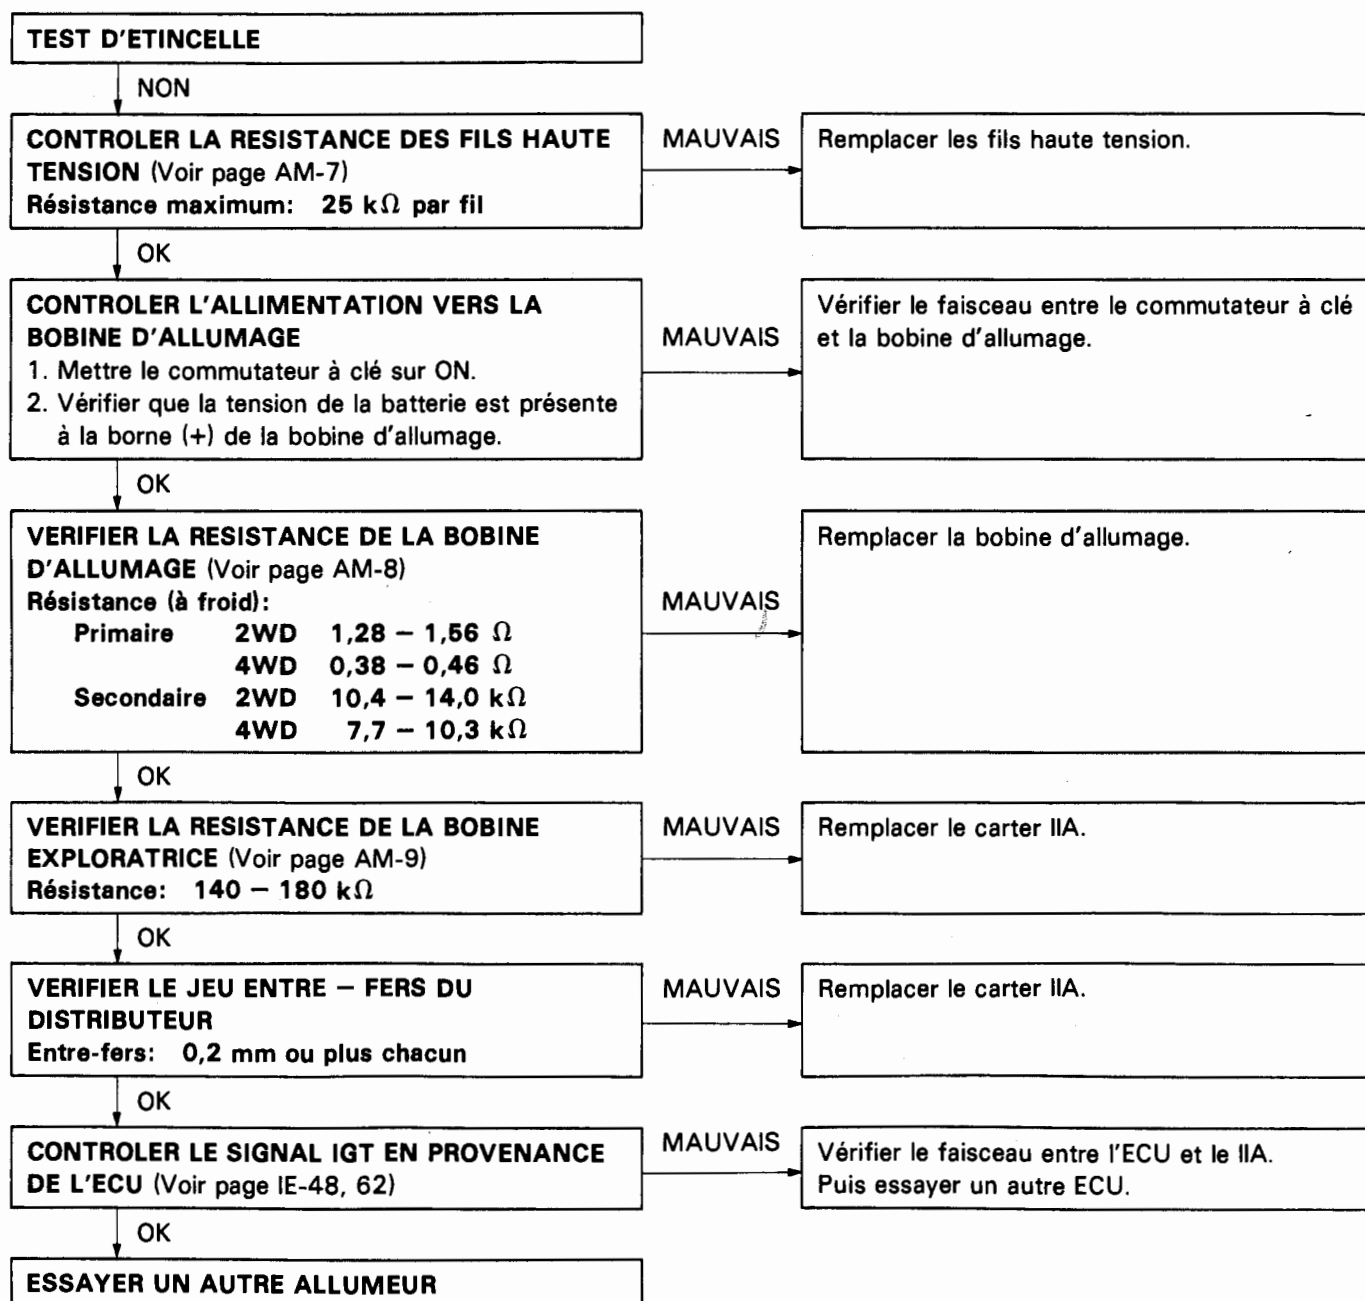 TEST D'ETINCELLE
NON
CONTROLER LA RESISTANCE DES FILS HAUTE
TENSION (Voir page AM-7)
Résistance maximum: 25 kΩ par fil
MAUVAIS
Remplacer les fils haute tension.
OK
CONTROLER L'ALLIMENTATION VERS LA
BOBINE D'ALLUMAGE
1. Mettre le commutateur à clé sur ON.
2. Vérifier que la tension de la batterie est présente
à la borne (+) de la bobine d'allumage.
MAUVAIS
Vérifier le faisceau entre le commutateur à clé
et la bobine d'allumage.
OK
VERIFIER LA RESISTANCE DE LA BOBINE
D'ALLUMAGE (Voir page AM-8)
Résistance (à froid):
Primaire 2WD 1,28 – 1,56 Ω
4WD 0,38 – 0,46 Ω
Secondaire 2WD 10,4 – 14,0 kΩ
4WD 7,7 – 10,3 kΩ
MAUVAIS
Remplacer la bobine d'allumage.
OK
VERIFIER LA RESISTANCE DE LA BOBINE
EXPLORATRICE (Voir page AM-9)
Résistance: 140 – 180 kΩ
MAUVAIS
Remplacer le carter IIA.
OK
VERIFIER LE JEU ENTRE – FERS DU
DISTRIBUTEUR
Entre-fers: 0,2 mm ou plus chacun
MAUVAIS
Remplacer le carter IIA.
OK
CONTROLER LE SIGNAL IGT EN PROVENANCE
DE L'ECU (Voir page IE-48, 62)
MAUVAIS
Vérifier le faisceau entre l'ECU et le IIA.
Puis essayer un autre ECU.
OK
ESSAYER UN AUTRE ALLUMEUR